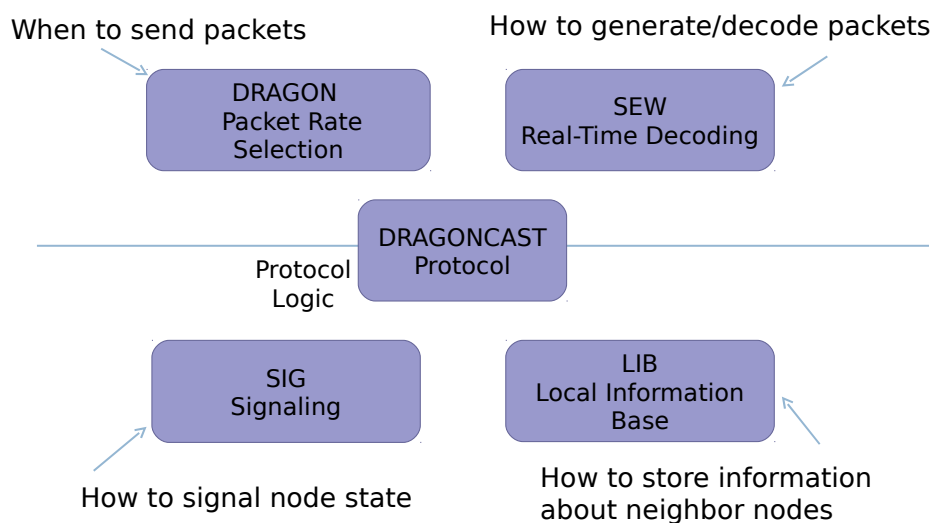 When to send packets
How to generate/decode packets
DRAGON
Packet Rate
Selection
SEW
Real-Time Decoding
DRAGONCAST
Protocol
Protocol
Logic
SIG
Signaling
LIB
Local Information
Base
How to signal node state
How to store information
about neighbor nodes